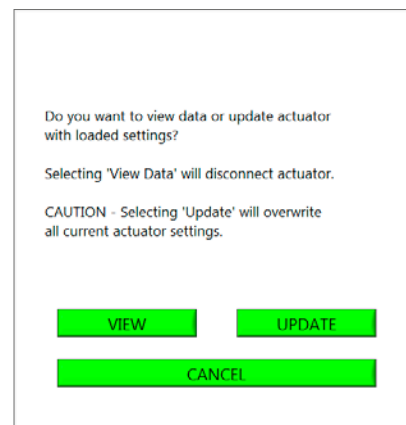 Do you want to view data or update actuator
with loaded settings?
Selecting 'View Data' will disconnect actuator.
CAUTION - Selecting 'Update' will overwrite
all current actuator settings.
VIEW
UPDATE
CANCEL